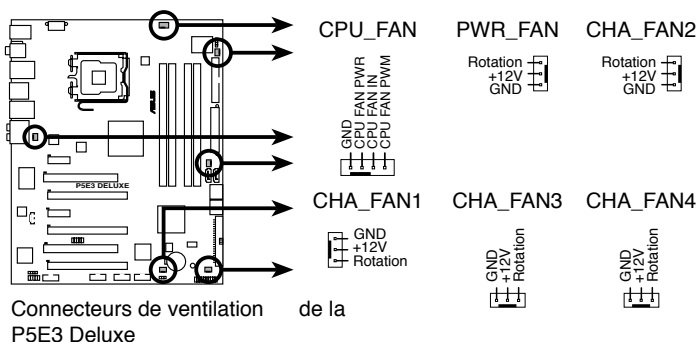 CPU_FAN
GND
CPU FAN PWR
CPU FAN IN
CPU FAN PWM
PWR_FAN
Rotation
+12V
GND
CHA_FAN2
Rotation
+12V
GND
ASUS
P5E3 DELUXE
CHA_FAN1
GND
+12V
Rotation
CHA_FAN3
GND
+12V
Rotation
CHA_FAN4
GND
+12V
Rotation
Connecteurs de ventilation de la
P5E3 Deluxe